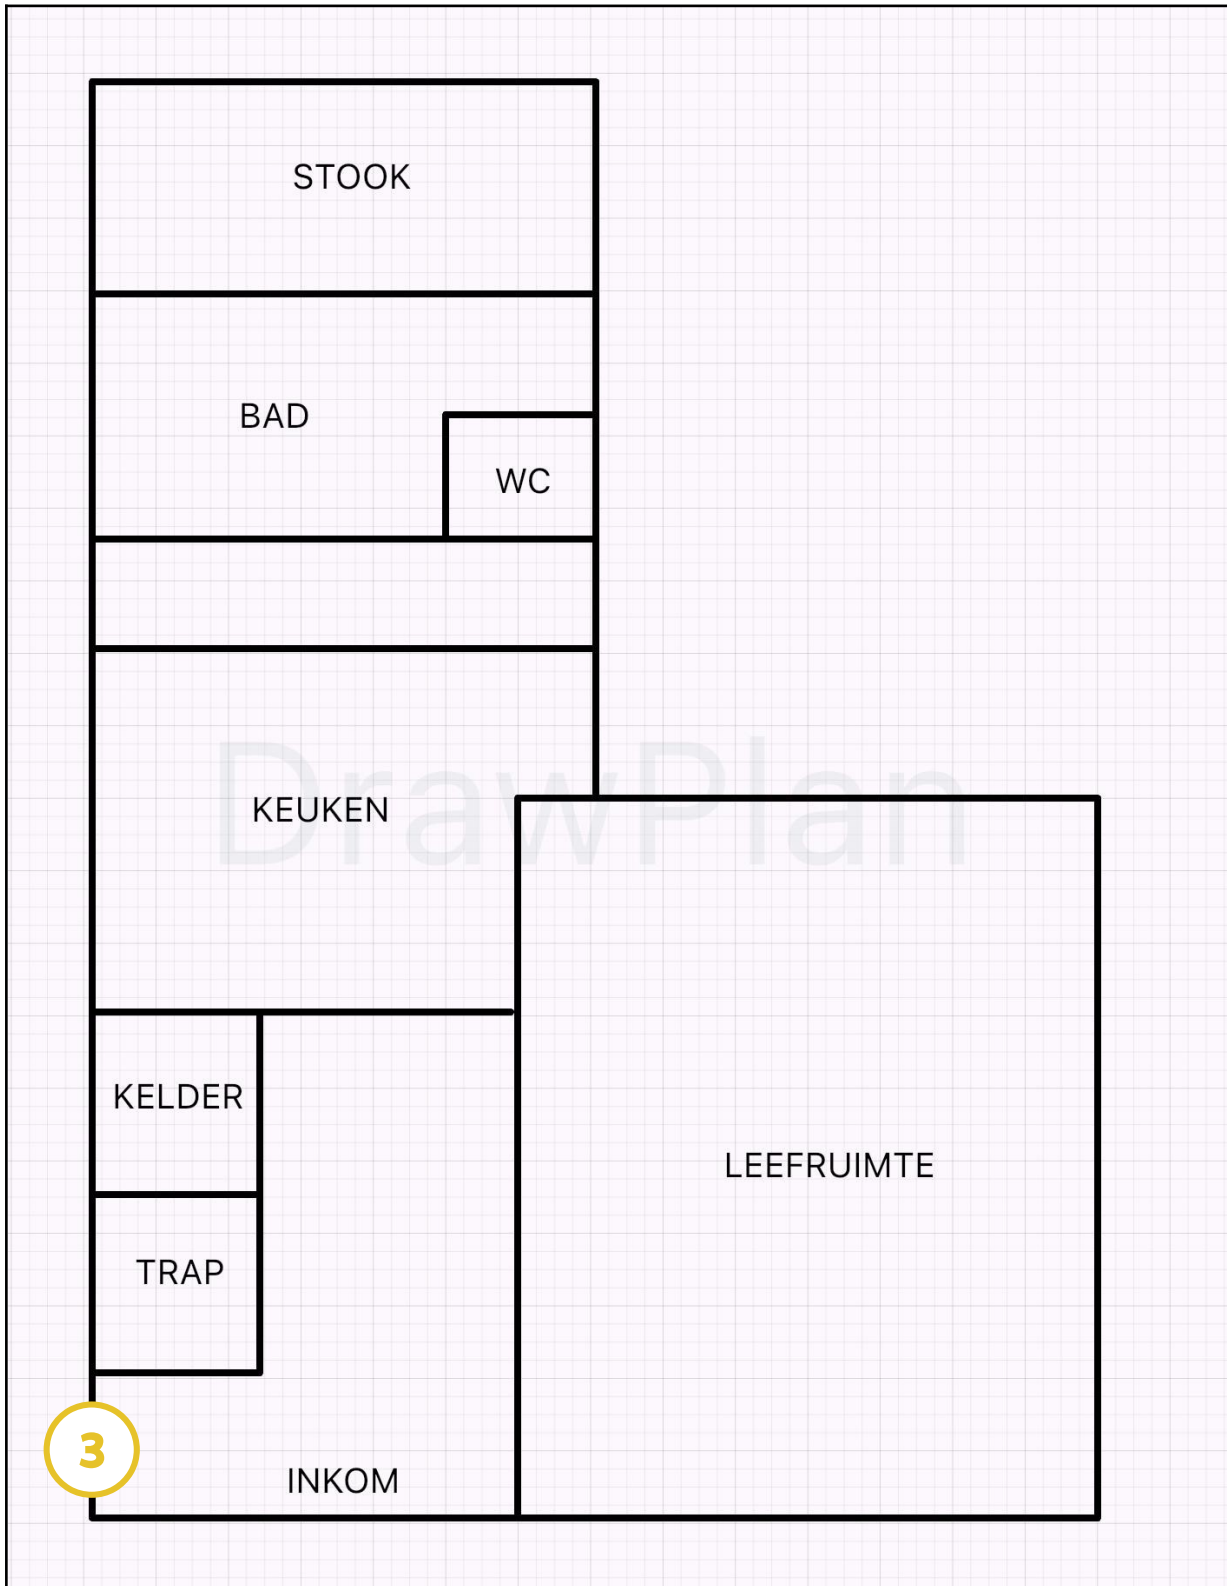 STOOK
BAD
WC
DrawPlan
KEUKEN
KELDER
LEEFRUIMTE
TRAP
3
INKOM